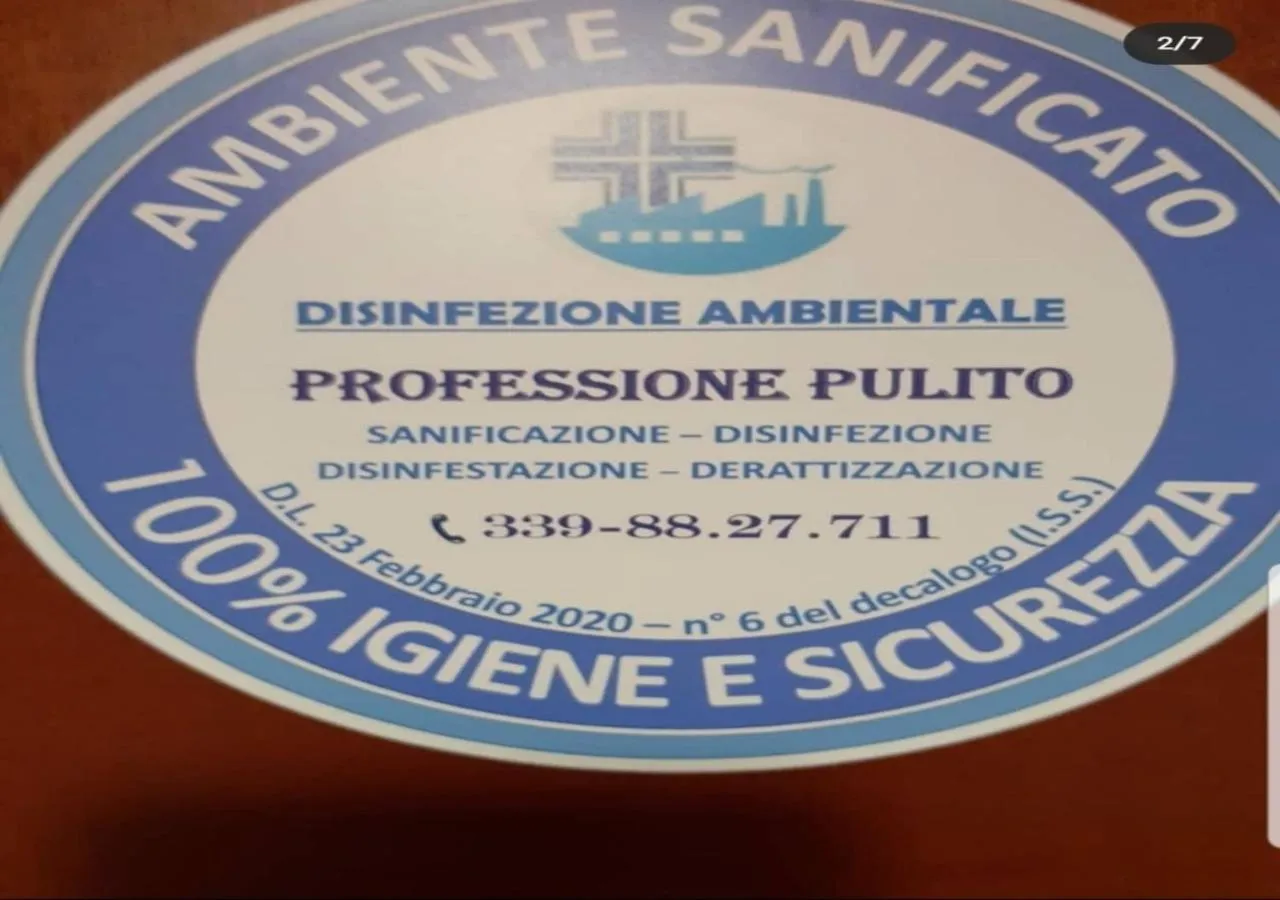 2/7
AMBIENTE SANIFICATO
DISINFEZIONE AMBIENTALE
PROFESSIONE PULITO
SANIFICAZIONE – DISINFEZIONE
DISINFESTAZIONE – DERATTIZZAZIONE
339-88.27.711
D.L. 23 Febbraio 2020 – n° 6 del decalogo (I.S.S.)
100% IGIENE E SICUREZZA